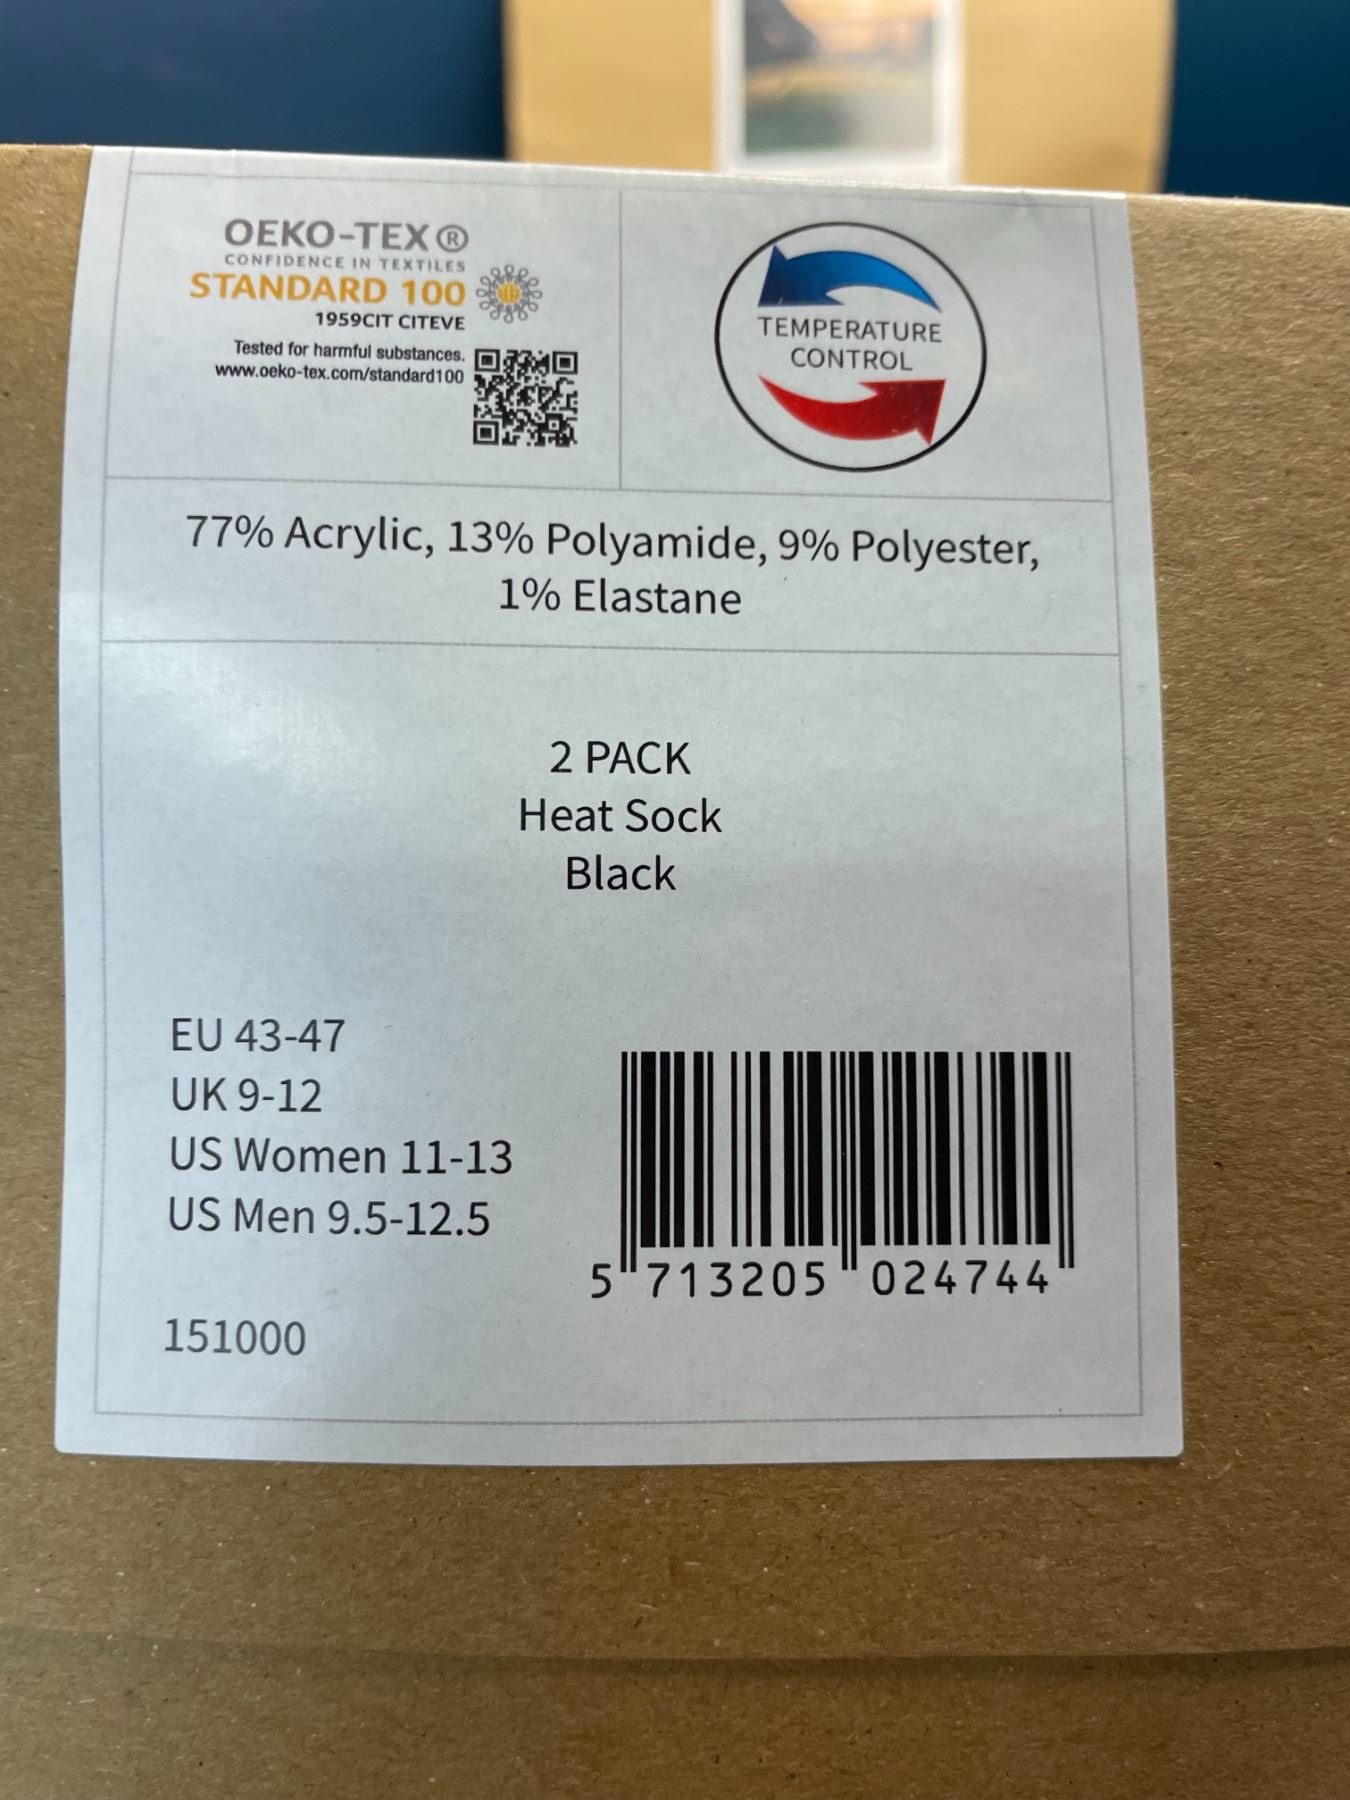 OEKO-TEX®
CONFIDENCE IN TEXTILES
STANDARD 100
1959CIT CITEVE
Tested for harmful substances.
www.oeko-tex.com/standard100
TEMPERATURE
CONTROL
77% Acrylic, 13% Polyamide, 9% Polyester,
1% Elastane
2 PACK
Heat Sock
Black
EU 43-47
UK 9-12
US Women 11-13
US Men 9.5-12.5
151000
5 713205 024744